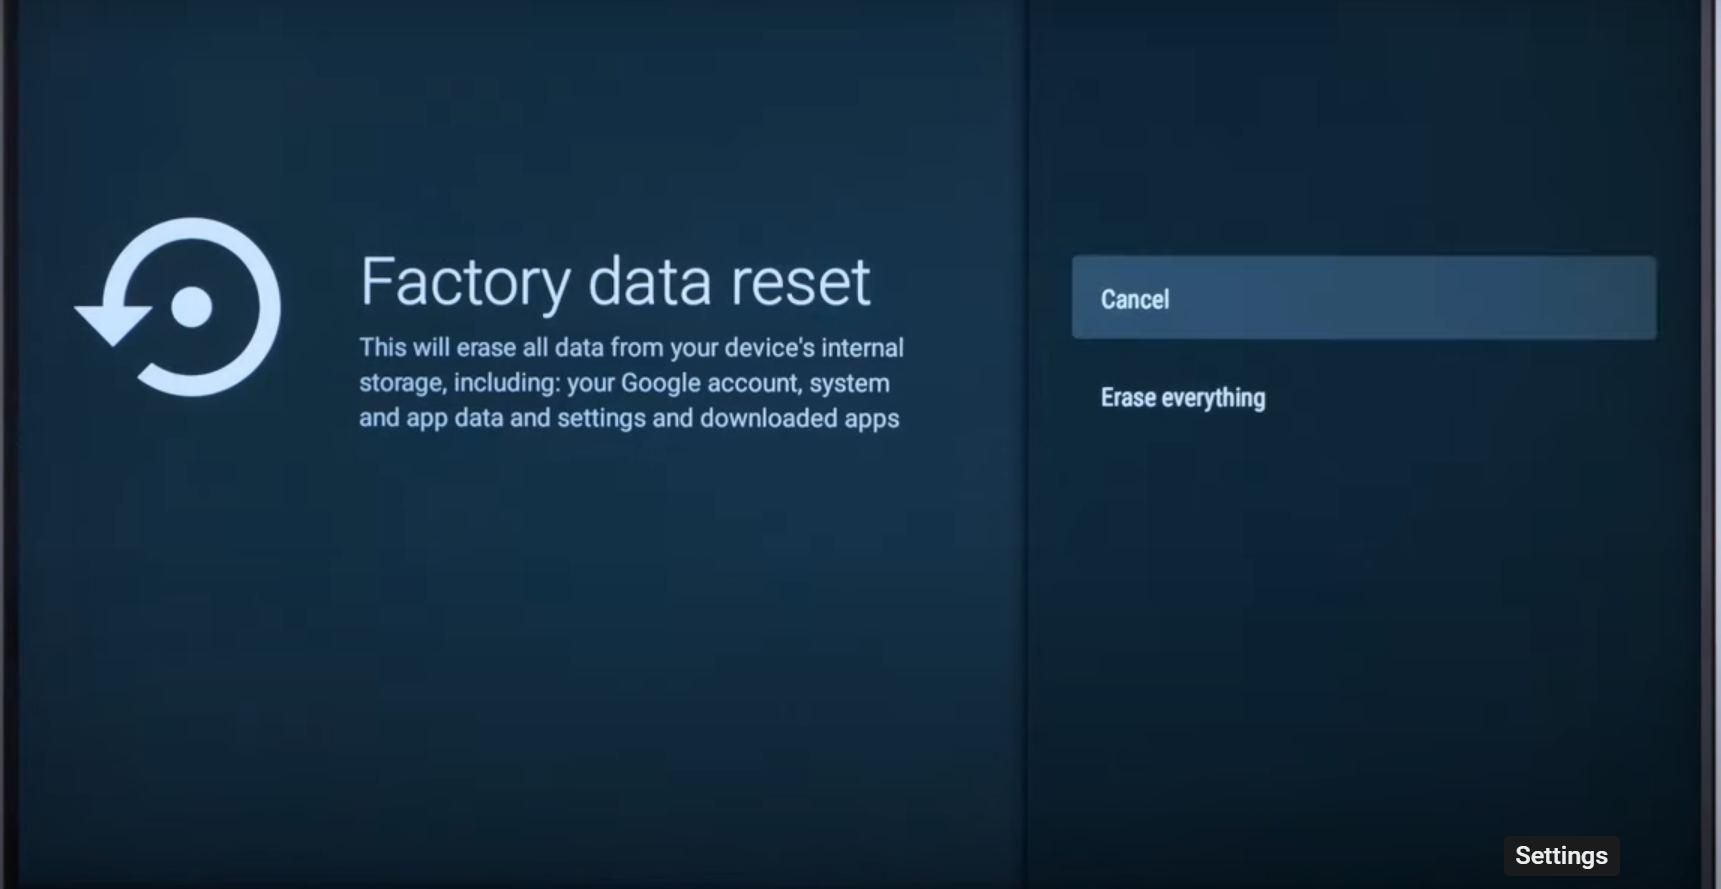 Factory data reset
This will erase all data from your device's internal
storage, including: your Google account, system
and app data and settings and downloaded apps
Cancel
Erase everything
Settings